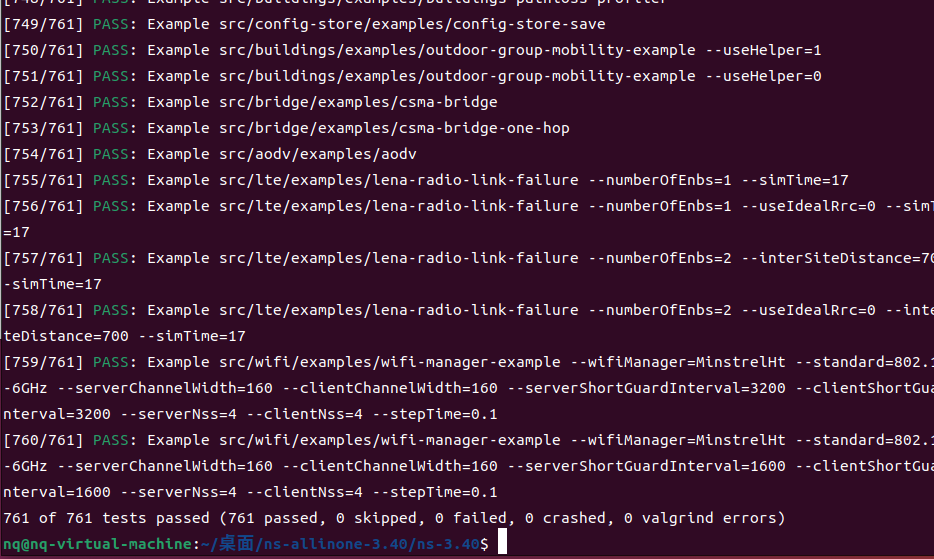 [749/761] PASS: Example src/config-store/examples/config-store-save
[750/761] PASS: Example src/buildings/examples/outdoor-group-mobility-example --useHelper=1
[751/761] PASS: Example src/buildings/examples/outdoor-group-mobility-example --useHelper=0
[752/761] PASS: Example src/bridge/examples/csma-bridge
[753/761] PASS: Example src/bridge/examples/csma-bridge-one-hop
[754/761] PASS: Example src/aodv/examples/aodv
[755/761] PASS: Example src/lte/examples/lena-radio-link-failure --numberOfEnbs=1 --simTime=17
[756/761] PASS: Example src/lte/examples/lena-radio-link-failure --numberOfEnbs=1 --useIdealRrc=0 --sim
=17
[757/761] PASS: Example src/lte/examples/lena-radio-link-failure --numberOfEnbs=2 --interSiteDistance=70
-simTime=17
[758/761] PASS: Example src/lte/examples/lena-radio-link-failure --numberOfEnbs=2 --useIdealRrc=0 --inte
teDistance=700 --simTime=17
[759/761] PASS: Example src/wifi/examples/wifi-manager-example --wifiManager=MinstrelHt --standard=802.1
-6GHz --serverChannelWidth=160 --clientChannelWidth=160 --serverShortGuardInterval=3200 --clientShortGua
nterval=3200 --serverNss=4 --clientNss=4 --stepTime=0.1
[760/761] PASS: Example src/wifi/examples/wifi-manager-example --wifiManager=MinstrelHt --standard=802.1
-6GHz --serverChannelWidth=160 --clientChannelWidth=160 --serverShortGuardInterval=1600 --clientShortGua
nterval=1600 --serverNss=4 --clientNss=4 --stepTime=0.1
761 of 761 tests passed (761 passed, 0 skipped, 0 failed, 0 crashed, 0 valgrind errors)
nq@nq-virtual-machine:~/桌面/ns-allinone-3.40/ns-3.40$